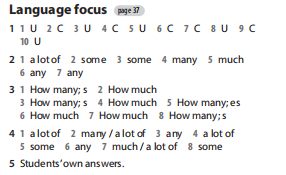 Language focus page 37
1 1 U 2 C 3 U 4 C 5 U 6 C 7 C 8 U 9 C
10 U
2 1 a lot of 2 some 3 some 4 many 5 much
6 any 7 any
3 1 How many; s 2 How much
3 How many; s 4 How much 5 How many; es
6 How much 7 How much 8 How many; s
4 1 a lot of 2 many / a lot of 3 any 4 a lot of
5 some 6 any 7 much / a lot of 8 some
5 Students' own answers.